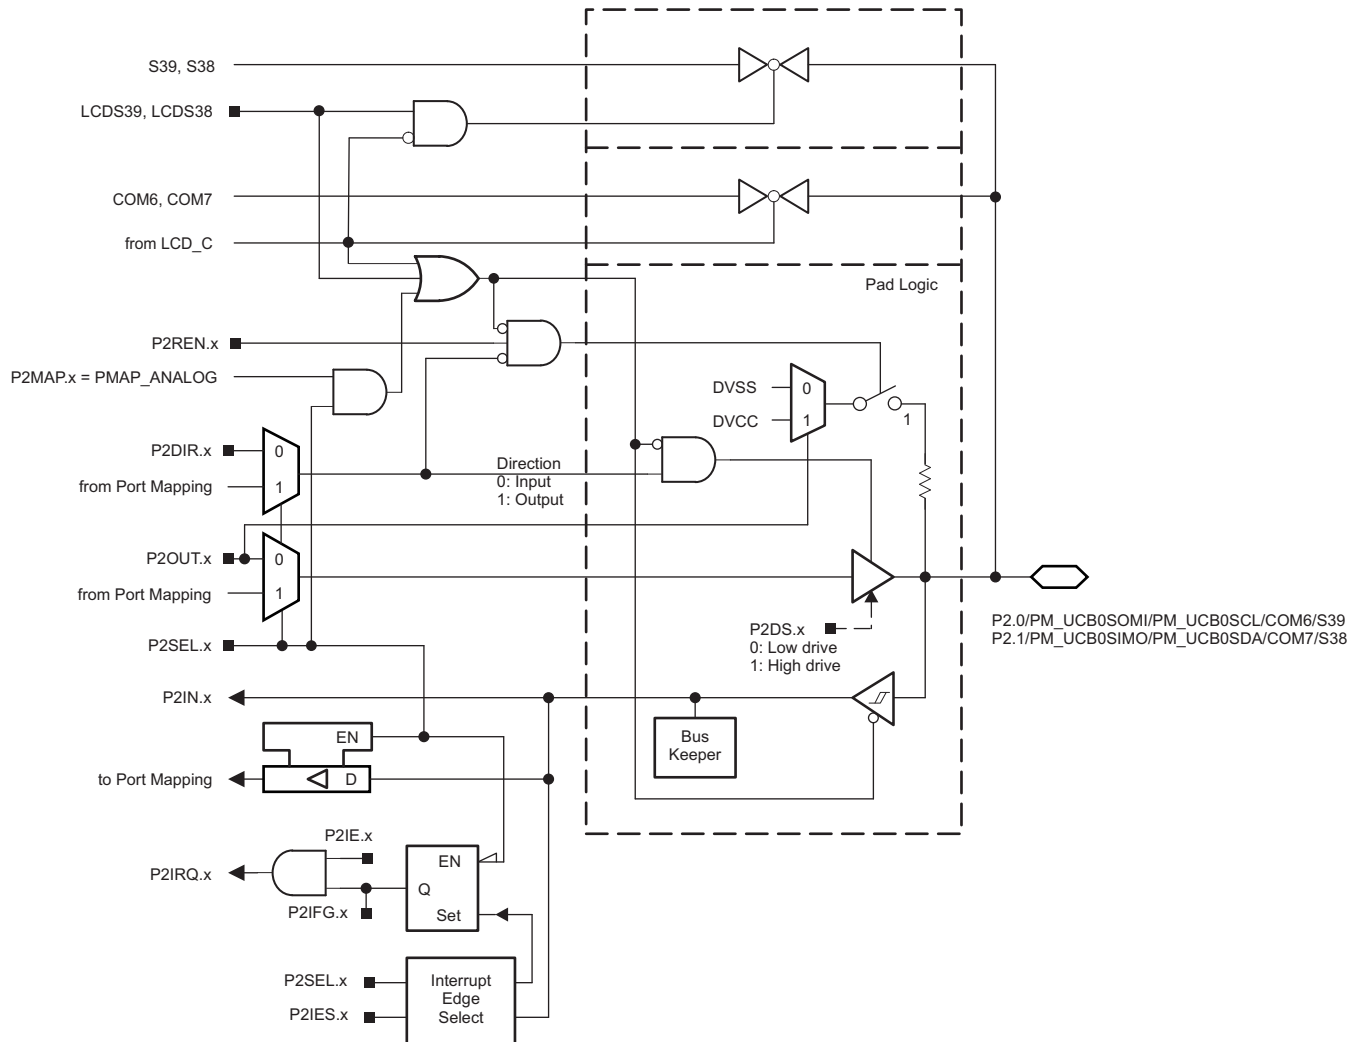 S39, S38
LCDS39, LCDS38
COM6, COM7
from LCD_C
Pad Logic
P2REN.x
P2MAP.x = PMAP_ANALOG
DVSS
0
DVCC
1
1
P2DIR.x
0
from Port Mapping
1
Direction
0: Input
1: Output
P2OUT.x
0
from Port Mapping
1
P2SEL.x
P2DS.x
0: Low drive
1: High drive
P2.0/PM_UCB0SOMI/PM_UCB0SCL/COM6/S39
P2.1/PM_UCB0SIMO/PM_UCB0SDA/COM7/S38
P2IN.x
Bus
Keeper
EN
to Port Mapping
D
P2IE.x
P2IRQ.x
EN
Q
P2IFG.x
Set
P2SEL.x
P2IES.x
Interrupt
Edge
Select